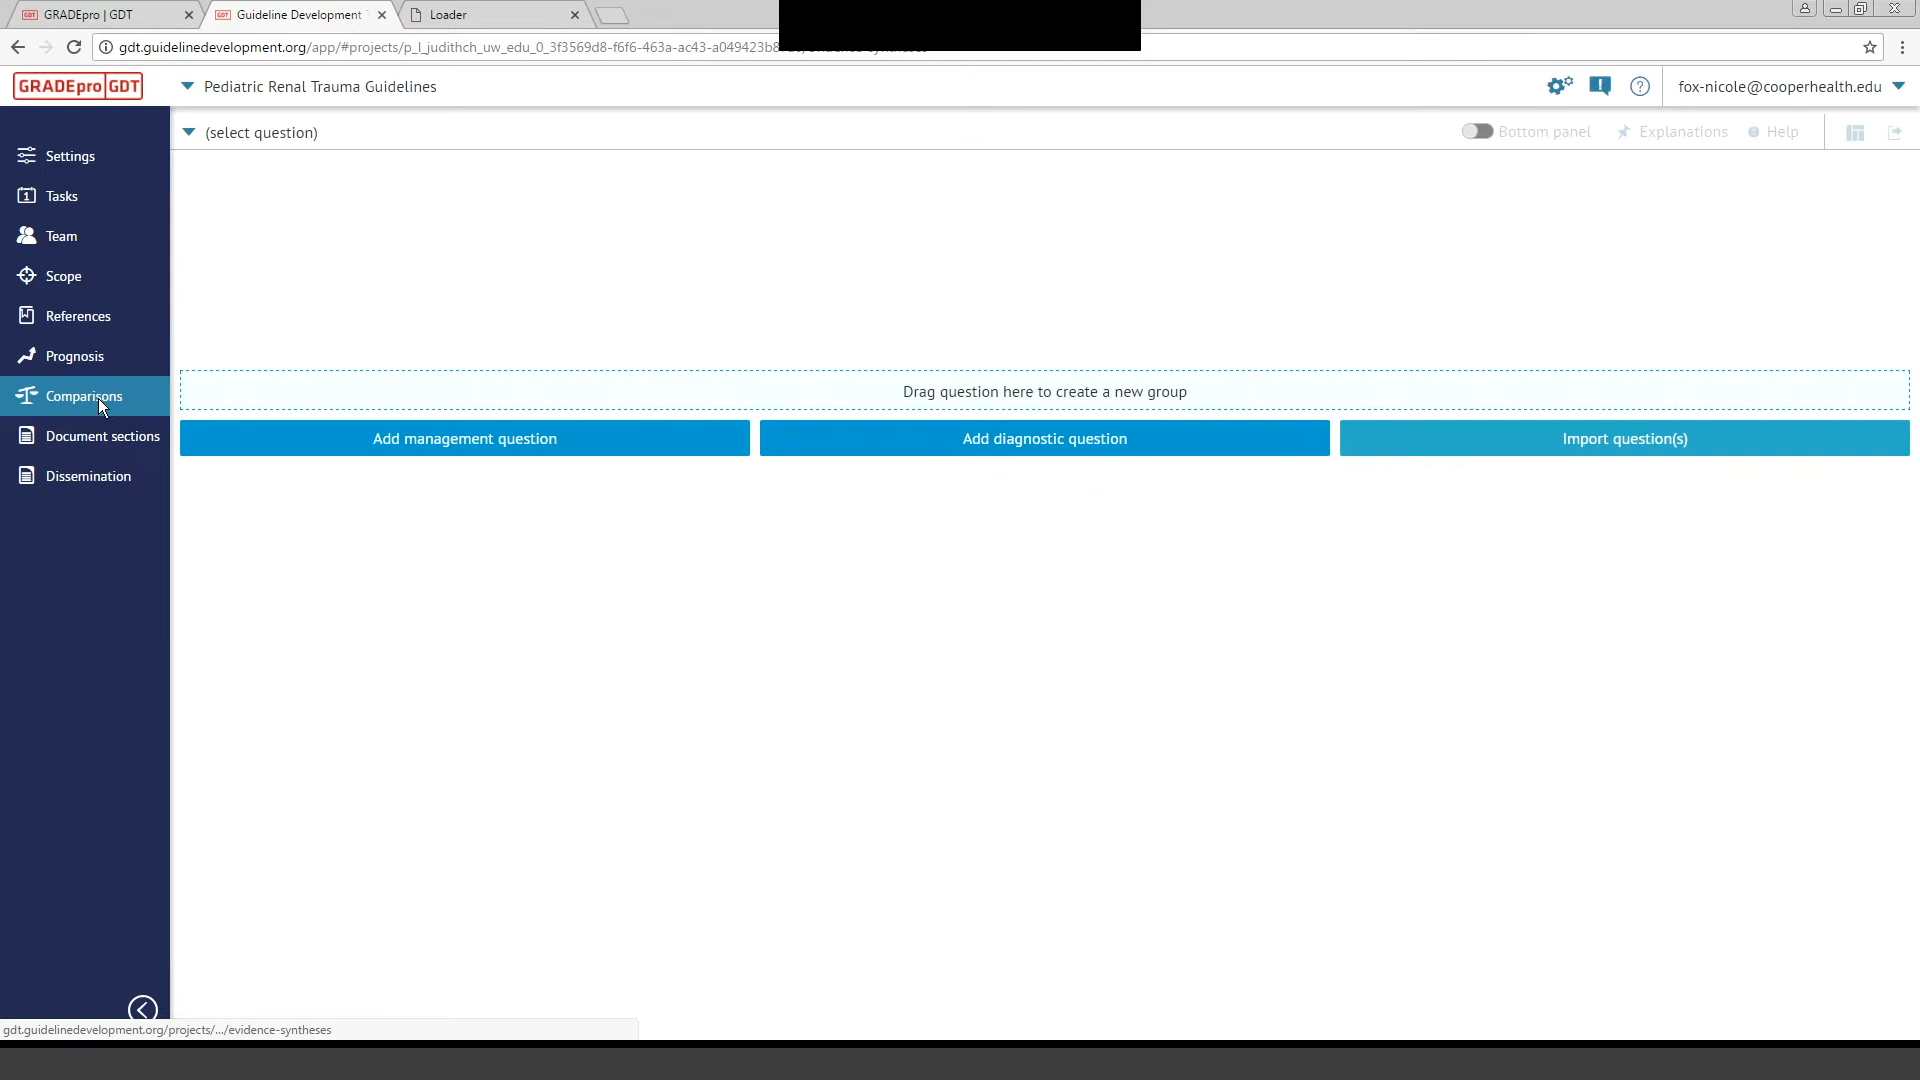 GRADEpro | GDT
Guideline Development
Loader
gdt.guidelinedevelopment.org/app/#projects/p_l_judithch_uw_edu_0_3f3569d8-f6f6-463a-ac43-a049423b8
GRADEpro GDT
Pediatric Renal Trauma Guidelines
fox-nicole@cooperhealth.edu
(select question)
Bottom panel
Explanations
Help
Settings
Tasks
Team
Scope
References
Prognosis
Comparisons
Document sections
Dissemination
Drag question here to create a new group
Add management question
Add diagnostic question
Import question(s)
gdt.guidelinedevelopment.org/projects/.../evidence-syntheses